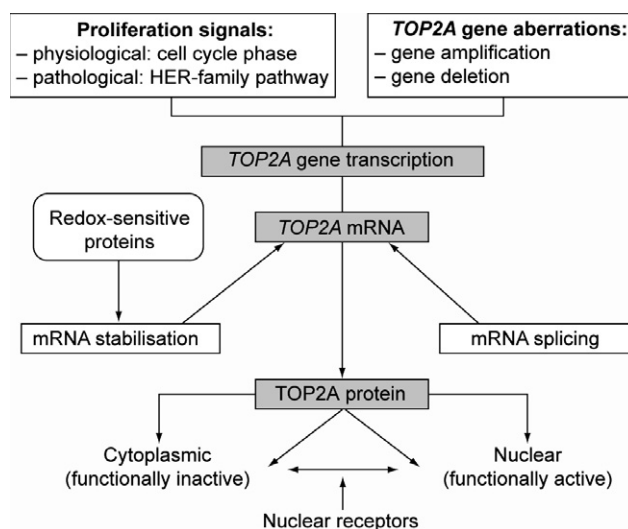 Proliferation signals:
– physiological: cell cycle phase
– pathological: HER-family pathway
TOP2A gene aberrations:
– gene amplification
– gene deletion
TOP2A gene transcription
Redox-sensitive
proteins
TOP2A mRNA
mRNA stabilisation
mRNA splicing
TOP2A protein
Cytoplasmic
(functionally inactive)
Nuclear
(functionally active)
Nuclear receptors